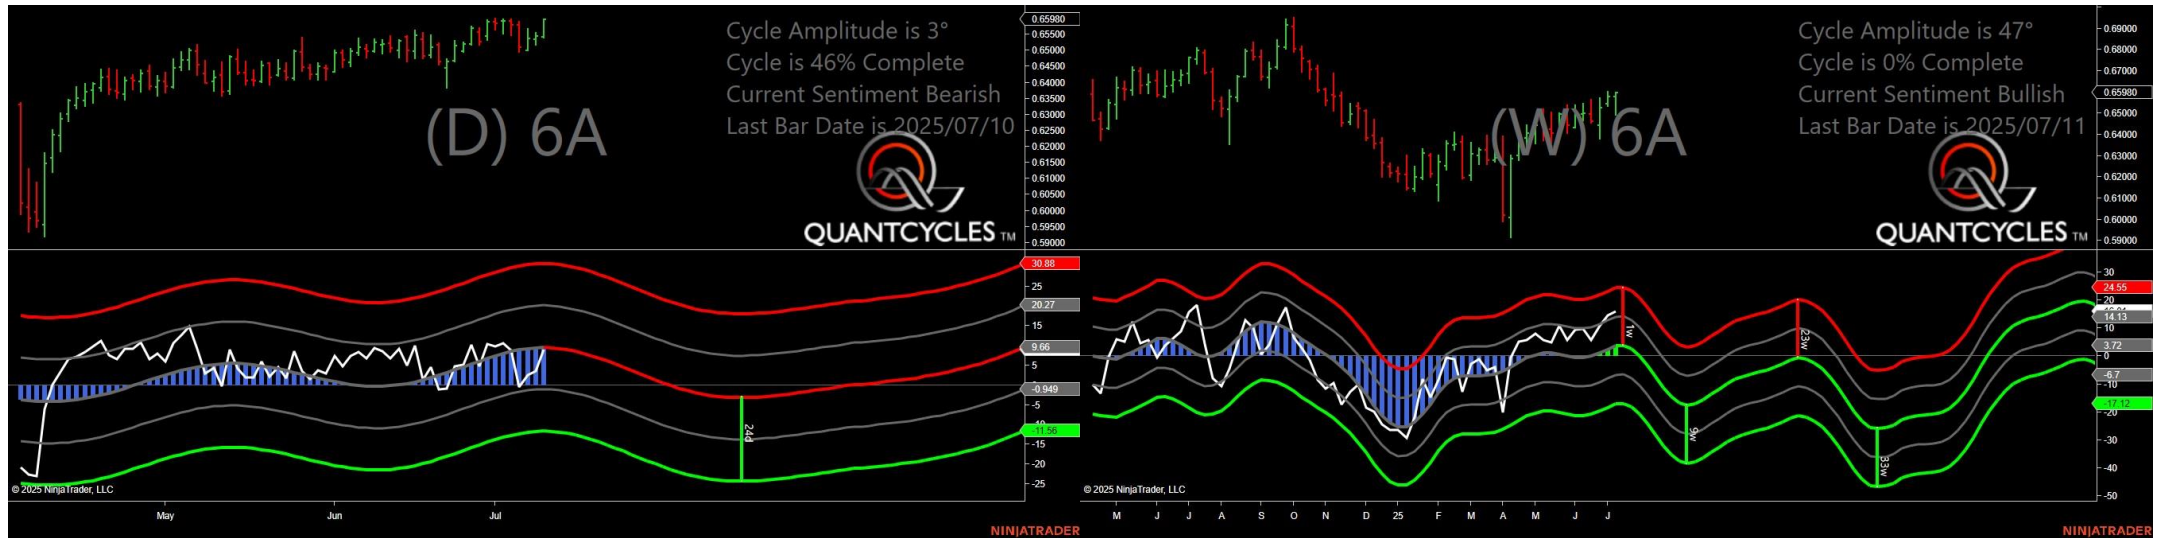 Cycle Amplitude is 3°
Cycle is 46% Complete
Current Sentiment Bearish
Last Bar Date is 2025/07/10
(D) 6A
QUANTCYCLES TM
0.65980
0.65500
0.65000
0.64500
0.64000
0.63500
0.63000
0.62500
0.62000
0.61500
0.61000
0.60500
0.60000
0.59500
0.59000
30.88
25
20.27
15
9.66
5
-0.949
-5
-11.56
-15
-20
-25
24d
© 2025 NinjaTrader, LLC
May Jun Jul
NINJATRADER
Cycle Amplitude is 47°
Cycle is 0% Complete
Current Sentiment Bullish
Last Bar Date is 2025/07/11
(W) 6A
QUANTCYCLES TM
0.69000
0.68000
0.67000
0.65980
0.65000
0.64000
0.63000
0.62000
0.61000
0.60000
0.59000
30
24.55
20
14.13
10
3.72
0
-6.7
-10
-17.12
-20
-30
-40
-50
1w
9w
23w
33w
© 2025 NinjaTrader, LLC
M J J A S O N D 25 F M A M J J
NINJATRADER